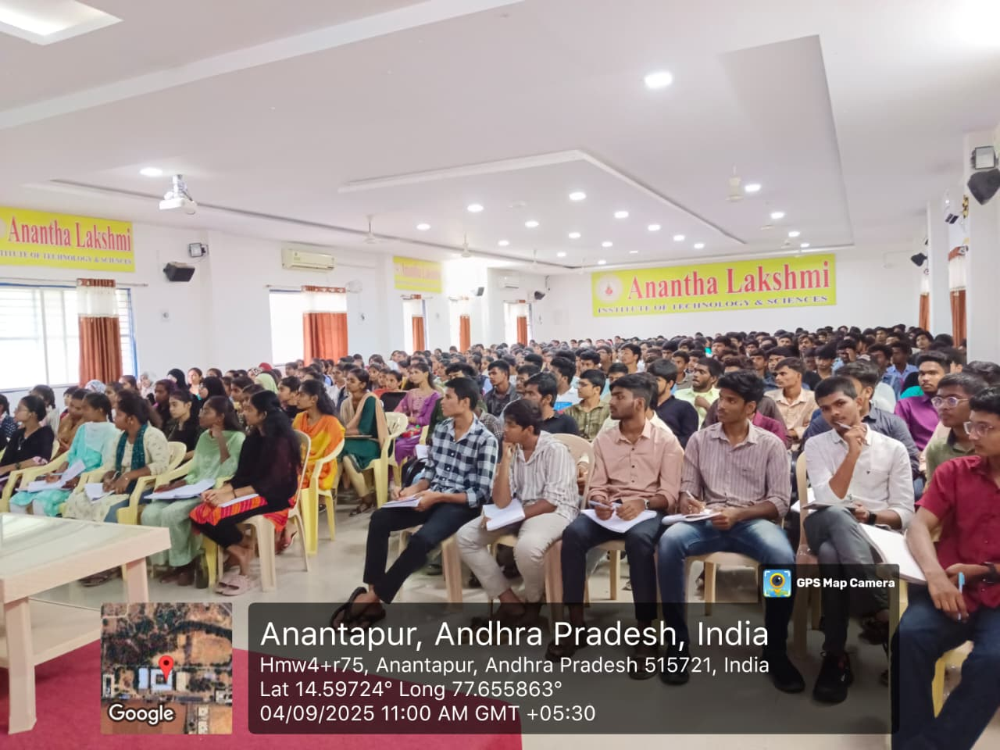 Anantha Lakshmi
INSTITUTE OF TECHNOLOGY & SCIENCES
Anantha Lakshmi
OF TECHNOLOGY & SCIENCES
Anantha Lakshmi
GPS Map Camera
Anantapur, Andhra Pradesh, India
Hmw4+r75, Anantapur, Andhra Pradesh 515721, India
Lat 14.59724° Long 77.655863°
04/09/2025 11:00 AM GMT +05:30
Google